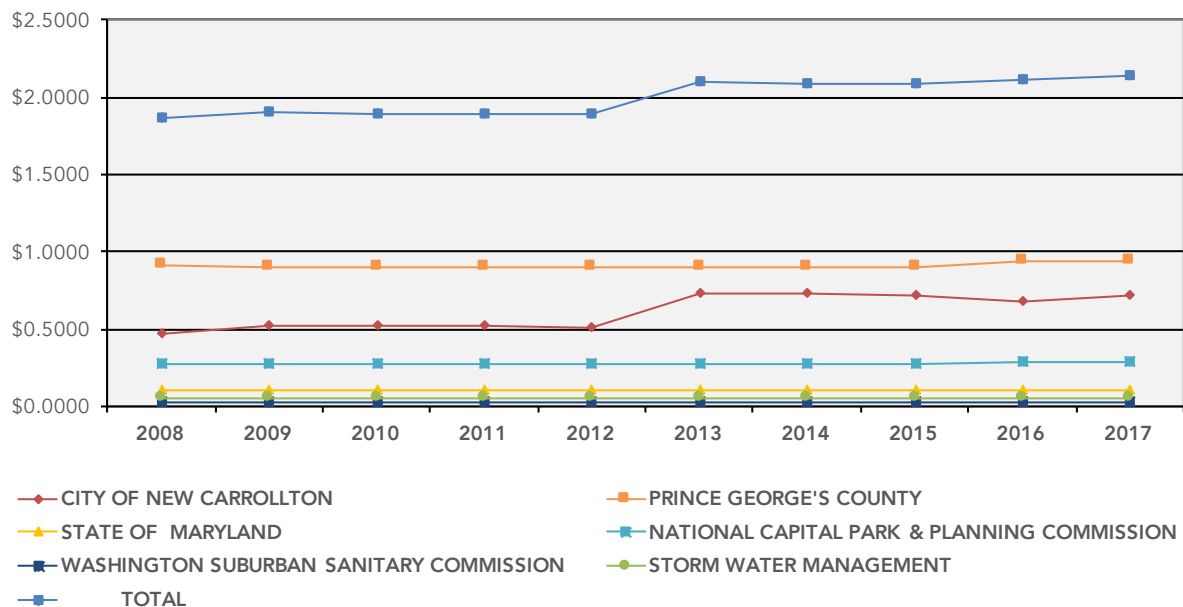 $2.5000
$2.0000
$1.5000
$1.0000
$0.5000
$0.0000
2008 2009 2010 2011 2012 2013 2014 2015 2016 2017
CITY OF NEW CARROLLTON PRINCE GEORGE'S COUNTY
STATE OF MARYLAND NATIONAL CAPITAL PARK & PLANNING COMMISSION
WASHINGTON SUBURBAN SANITARY COMMISSION STORM WATER MANAGEMENT
TOTAL